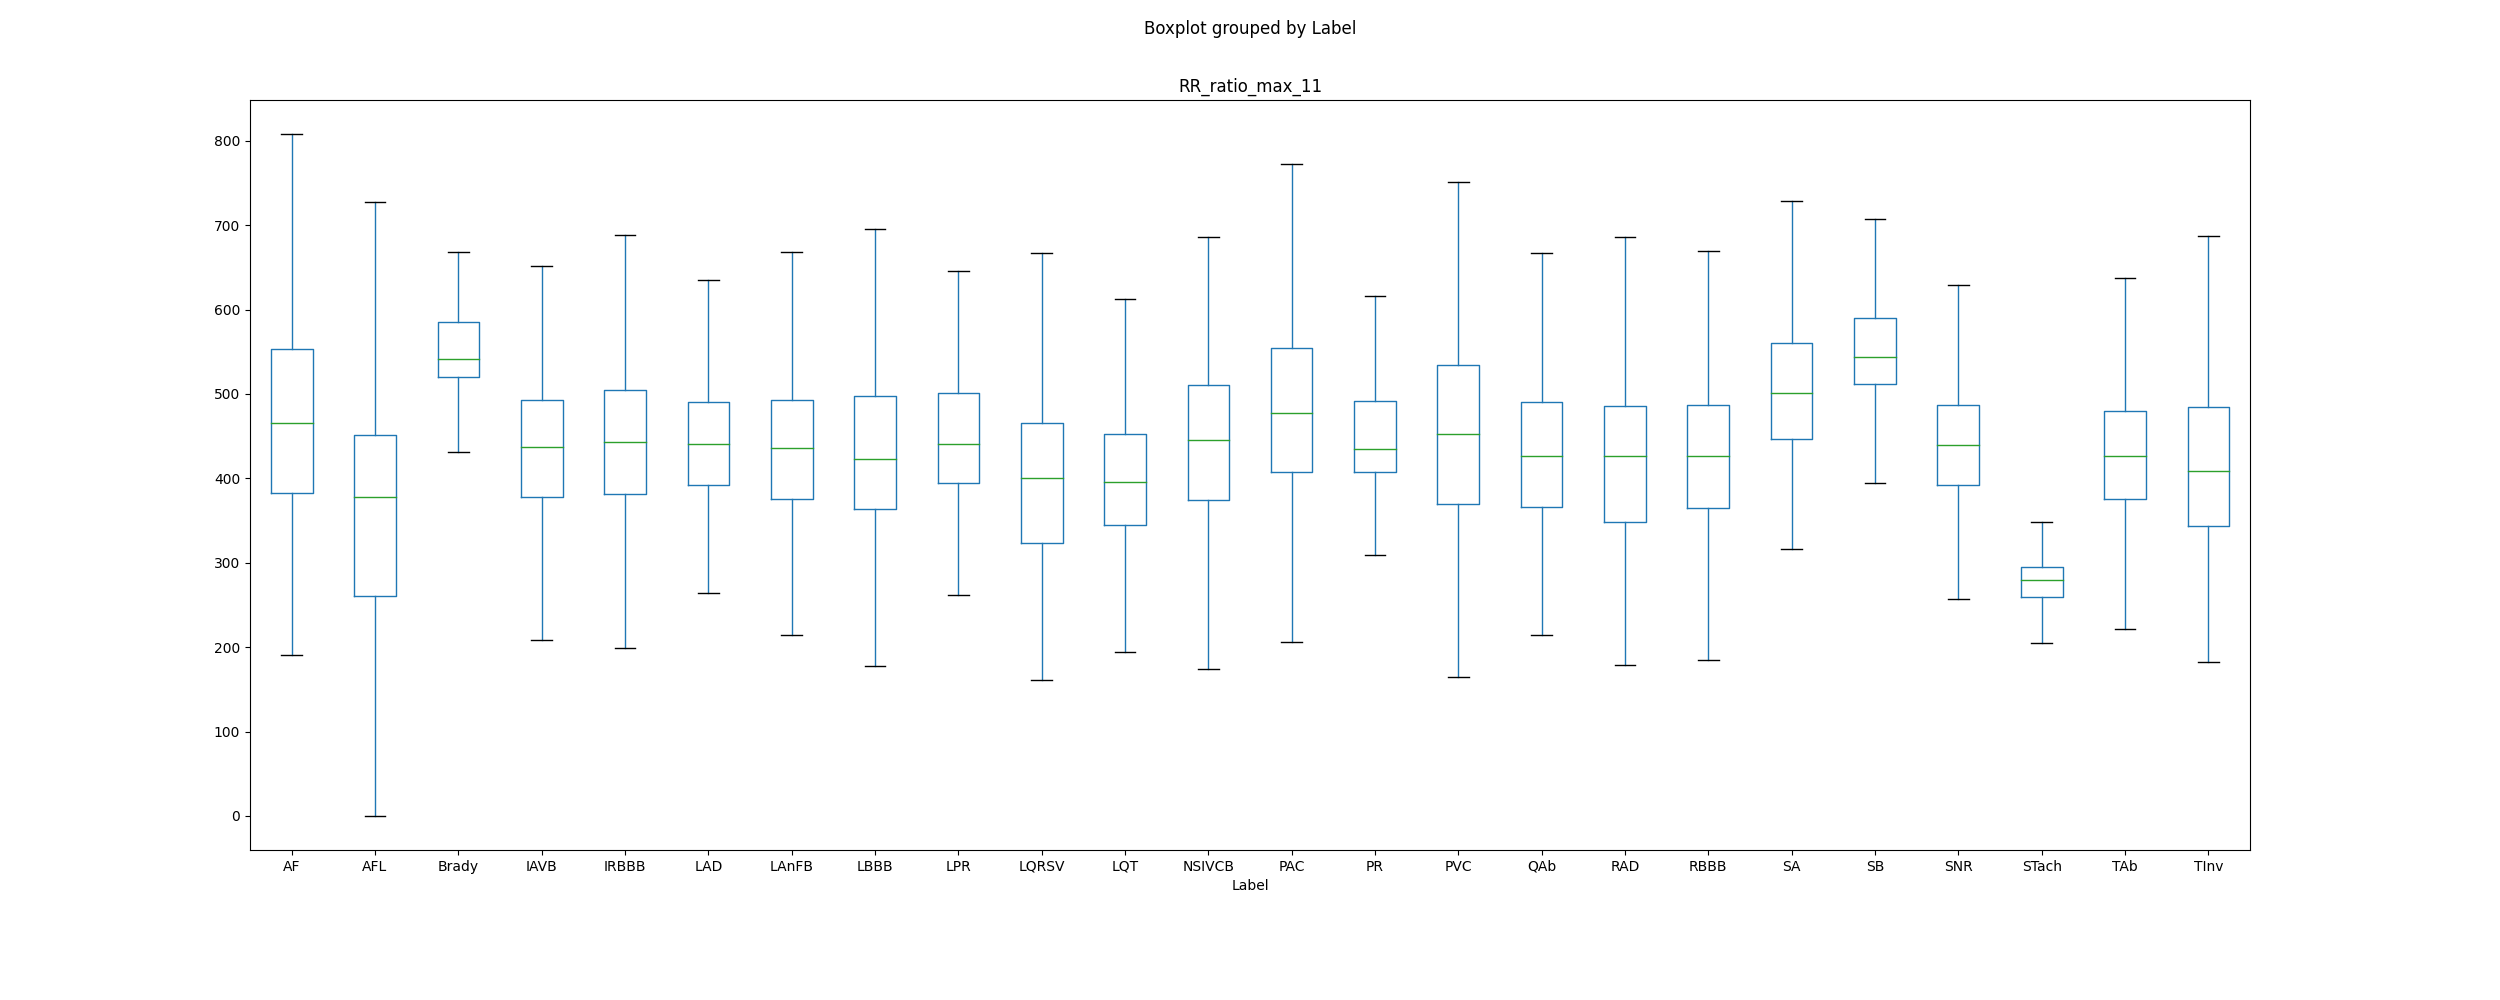 Boxplot grouped by Label
RR_ratio_max_11
800
700
600
500
400
300
200
100
0
AF AFL Brady IAVB IRBBB LAD LAnFB LBBB LPR LQRSV LQT NSIVCB PAC PR PVC QAb RAD RBBB SA SB SNR STach TAb TInv
Label